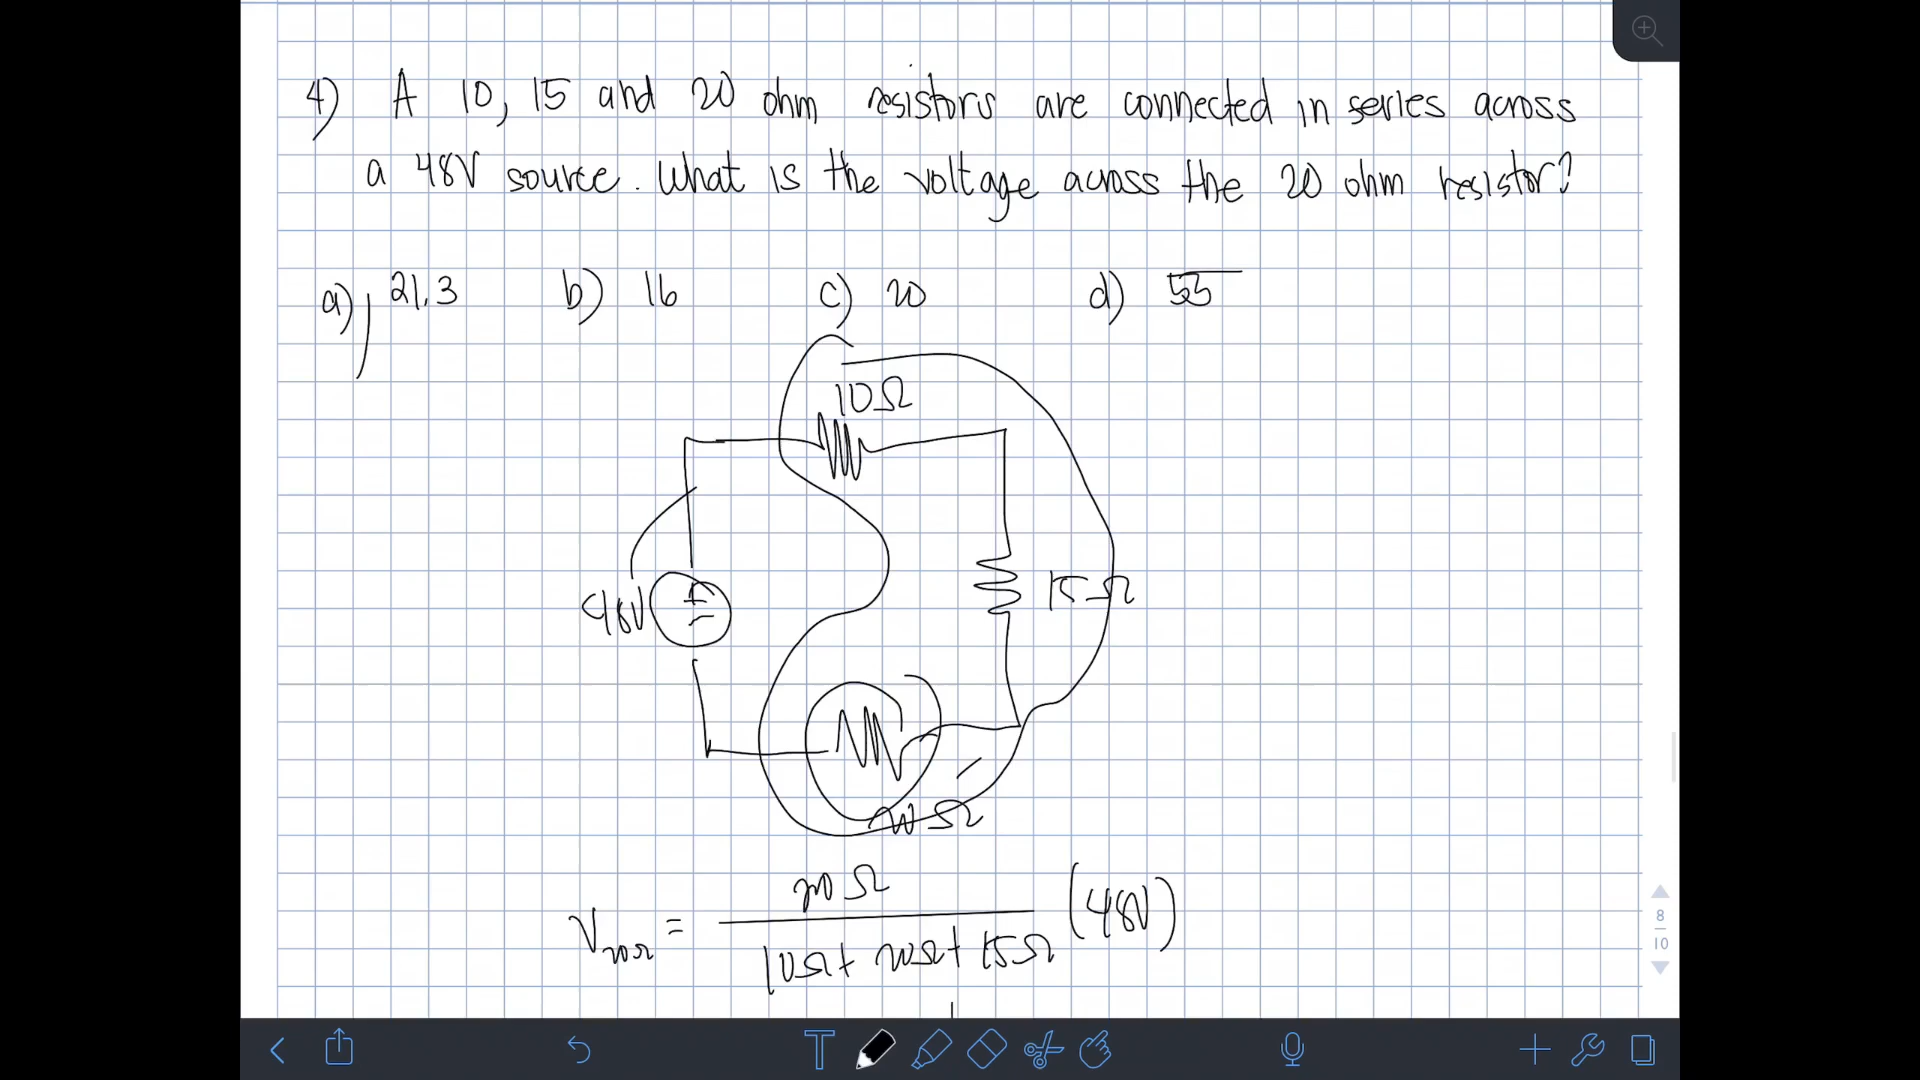 4) A 10, 15 and 20 ohm resistors are connected in series across
a 48V source. What is the voltage across the 20 ohm resistor?
a) 21.3 b) 16 c) 20 d) 53
10Ω
48V
15Ω
20Ω
V20Ω = 20Ω / 10Ω + 20Ω + 15Ω (48V)
8
10